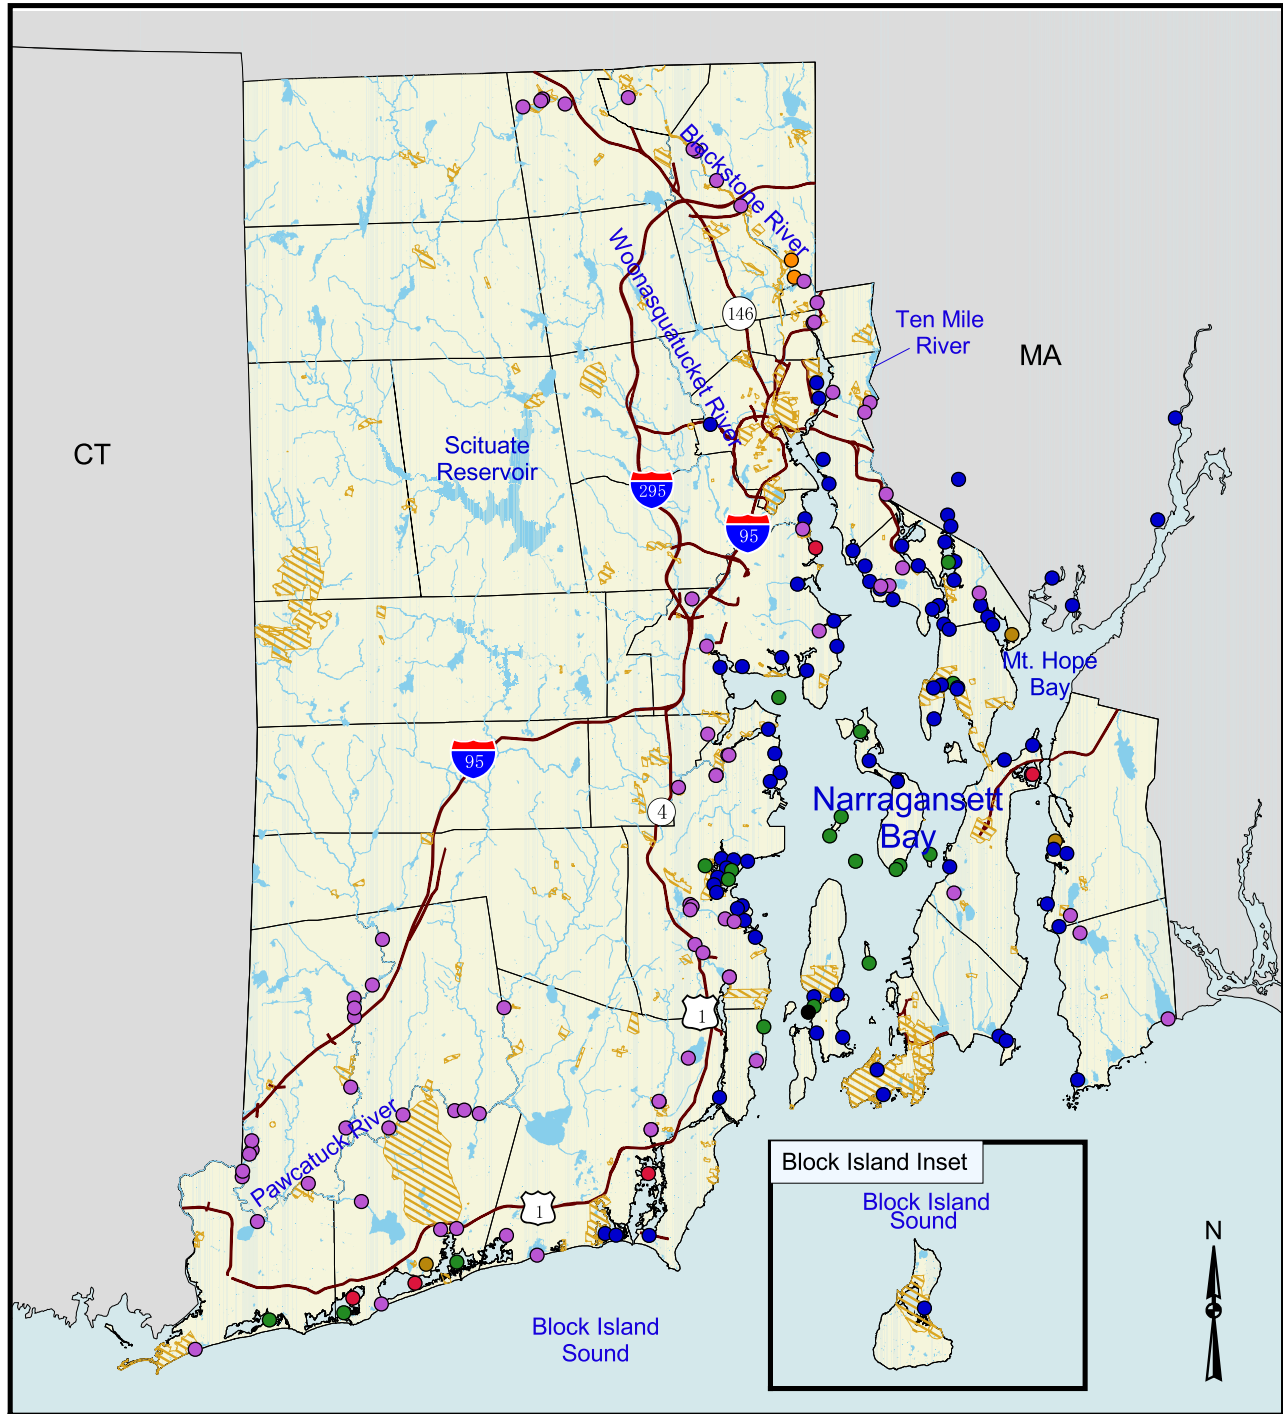 Blackstone River
Woonasquatucket River
146
Ten Mile
River
MA
CT
Scituate
Reservoir
295
95
Mt. Hope
Bay
95
4
Narragansett
Bay
1
Pawcatuck River
1
Block Island Inset
Block Island
Sound
N
Block Island
Sound